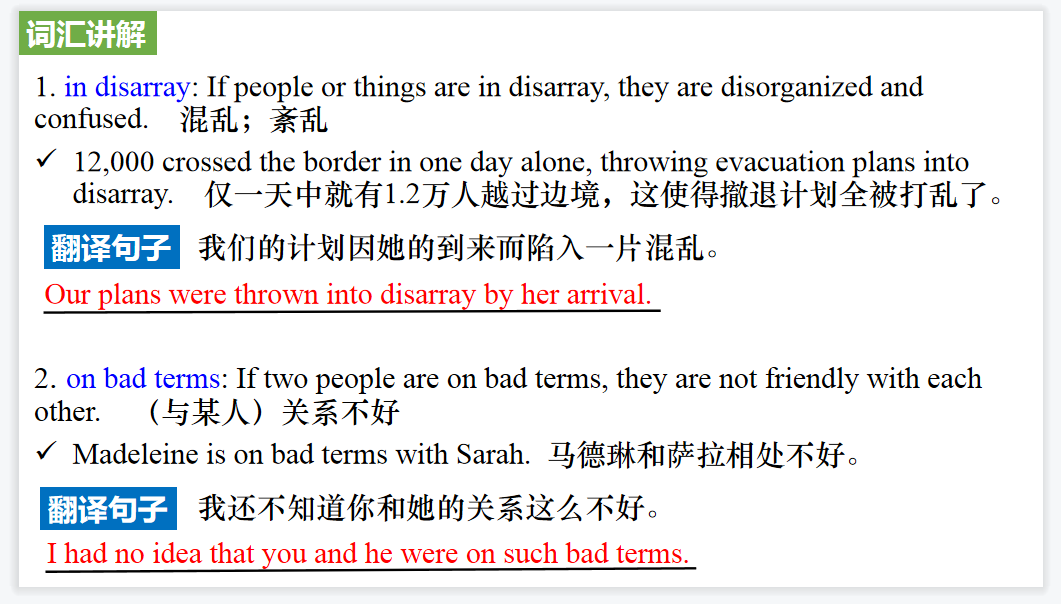 词汇讲解
1. in disarray: If people or things are in disarray, they are disorganized and
confused. 混乱；紊乱
✓ 12,000 crossed the border in one day alone, throwing evacuation plans into
disarray. 仅一天中就有1.2万人越过边境，这使得撤退计划全被打乱了。
翻译句子 我们的计划因她的到来而陷入一片混乱。
Our plans were thrown into disarray by her arrival.
2. on bad terms: If two people are on bad terms, they are not friendly with each
other. （与某人）关系不好
✓ Madeleine is on bad terms with Sarah. 马德琳和萨拉相处不好。
翻译句子 我还不知道你和她的关系这么不好。
I had no idea that you and he were on such bad terms.